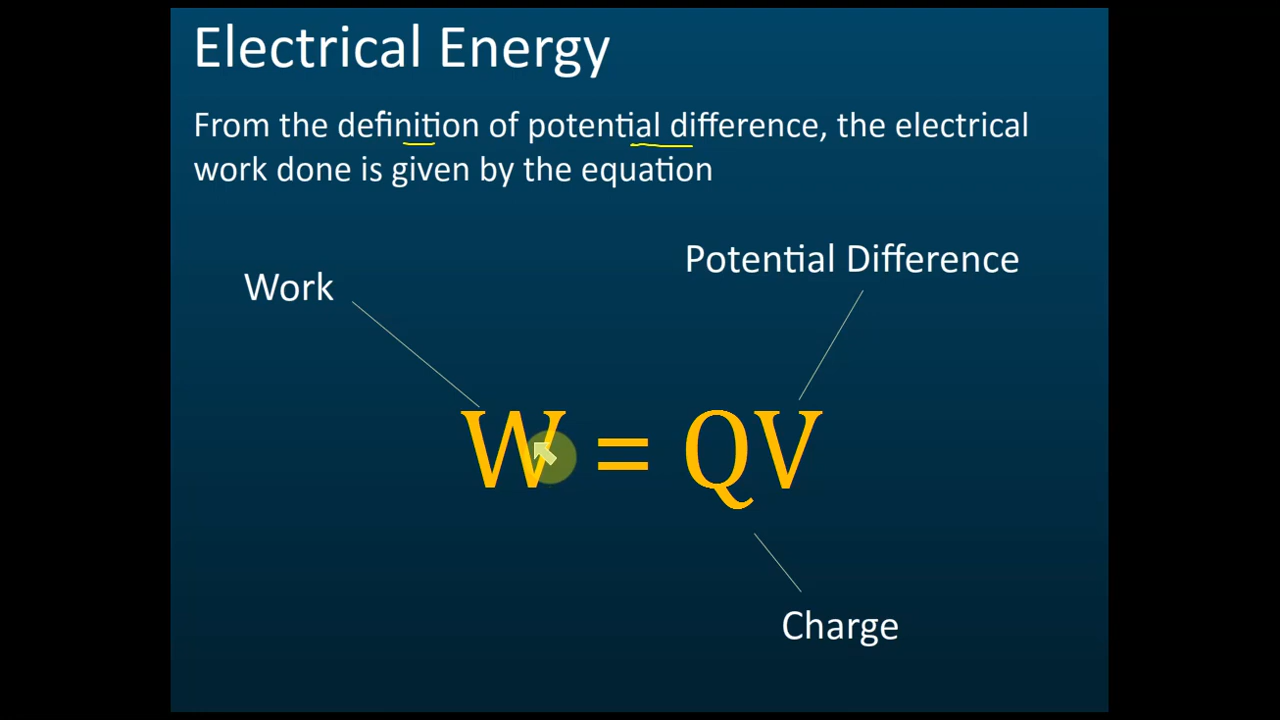 Electrical Energy
From the definition of potential difference, the electrical
work done is given by the equation
Potential Difference
Work
W = QV
Charge